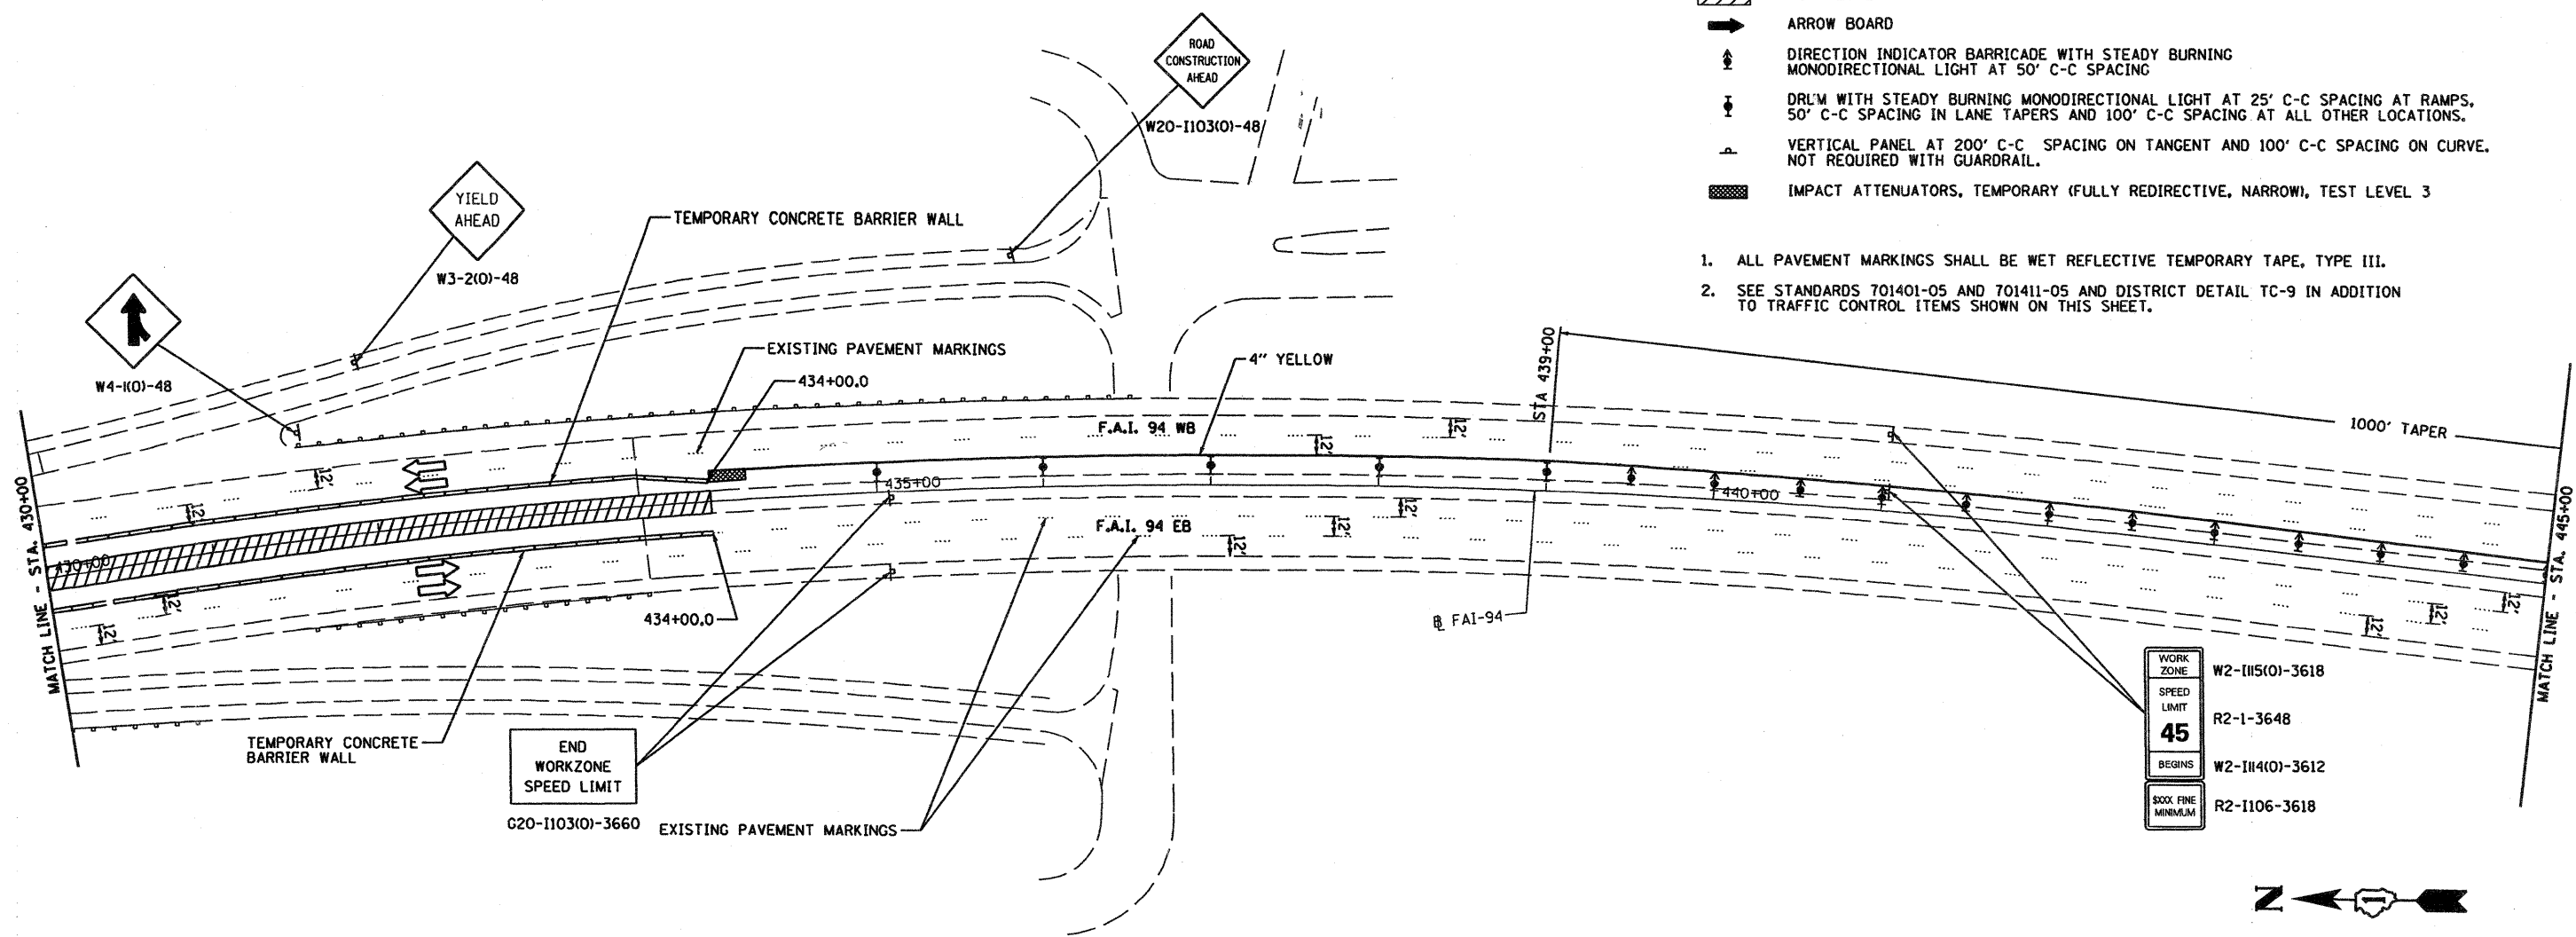 ARROW BOARD
DIRECTION INDICATOR BARRICADE WITH STEADY BURNING
MONODIRECTIONAL LIGHT AT 50' C-C SPACING
DRUM WITH STEADY BURNING MONODIRECTIONAL LIGHT AT 25' C-C SPACING AT RAMPS,
50' C-C SPACING IN LANE TAPERS AND 100' C-C SPACING AT ALL OTHER LOCATIONS.
VERTICAL PANEL AT 200' C-C SPACING ON TANGENT AND 100' C-C SPACING ON CURVE.
NOT REQUIRED WITH GUARDRAIL.
IMPACT ATTENUATORS, TEMPORARY (FULLY REDIRECTIVE, NARROW), TEST LEVEL 3
1. ALL PAVEMENT MARKINGS SHALL BE WET REFLECTIVE TEMPORARY TAPE, TYPE III.
2. SEE STANDARDS 701401-05 AND 701411-05 AND DISTRICT DETAIL TC-9 IN ADDITION
TO TRAFFIC CONTROL ITEMS SHOWN ON THIS SHEET.
ROAD
CONSTRUCTION
AHEAD
W20-I103(O)-48
YIELD
AHEAD
W3-2(O)-48
W4-1(O)-48
TEMPORARY CONCRETE BARRIER WALL
EXISTING PAVEMENT MARKINGS
434+00.0
4" YELLOW
STA 439+00
1000' TAPER
F.A.I. 94 WB
12'
12'
12'
12'
MATCH LINE - STA. 430+00
430+00
435+00
440+00
F.A.I. 94 EB
12'
12'
12'
12'
12'
12'
12'
12'
MATCH LINE - STA. 445+00
434+00.0
℄ FAI-94
TEMPORARY CONCRETE
BARRIER WALL
END
WORKZONE
SPEED LIMIT
G20-I103(O)-3660
EXISTING PAVEMENT MARKINGS
WORK
ZONE
W2-I115(O)-3618
SPEED
LIMIT
45
R2-1-3648
BEGINS
W2-I114(O)-3612
$XXX FINE
MINIMUM
R2-I106-3618
N